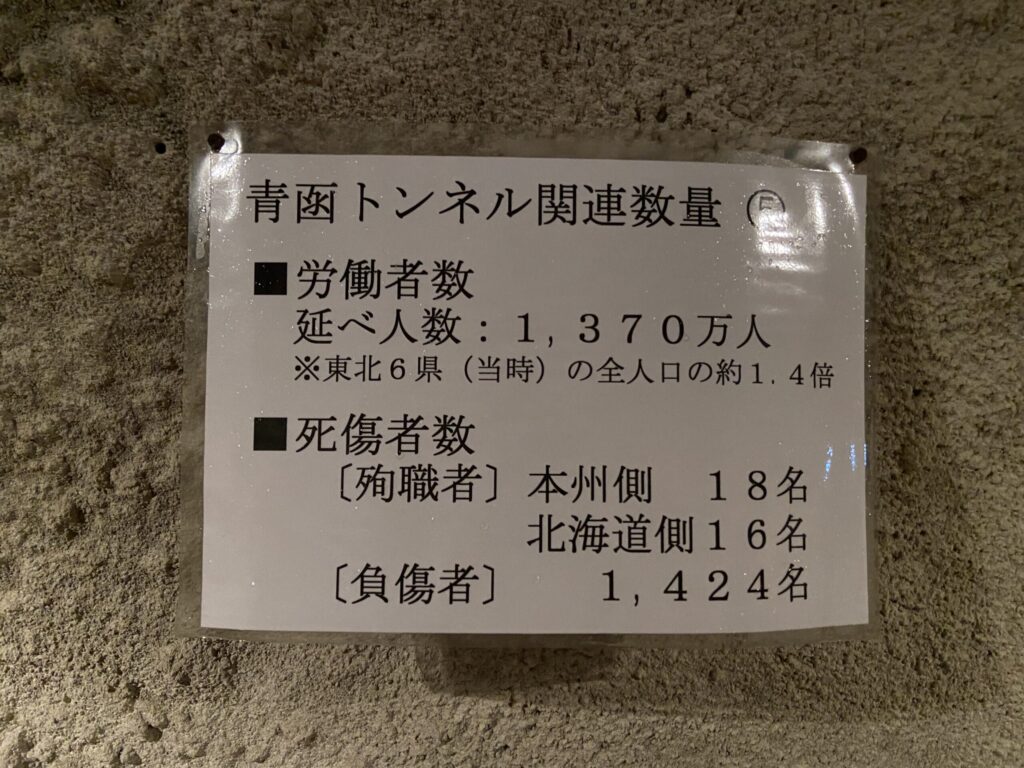 青函トンネル関連数量
■労働者数
延べ人数：１，３７０万人
※東北６県（当時）の全人口の約１．４倍
■死傷者数
〔殉職者〕本州側　１８名
北海道側１６名
〔負傷者〕　　１，４２４名